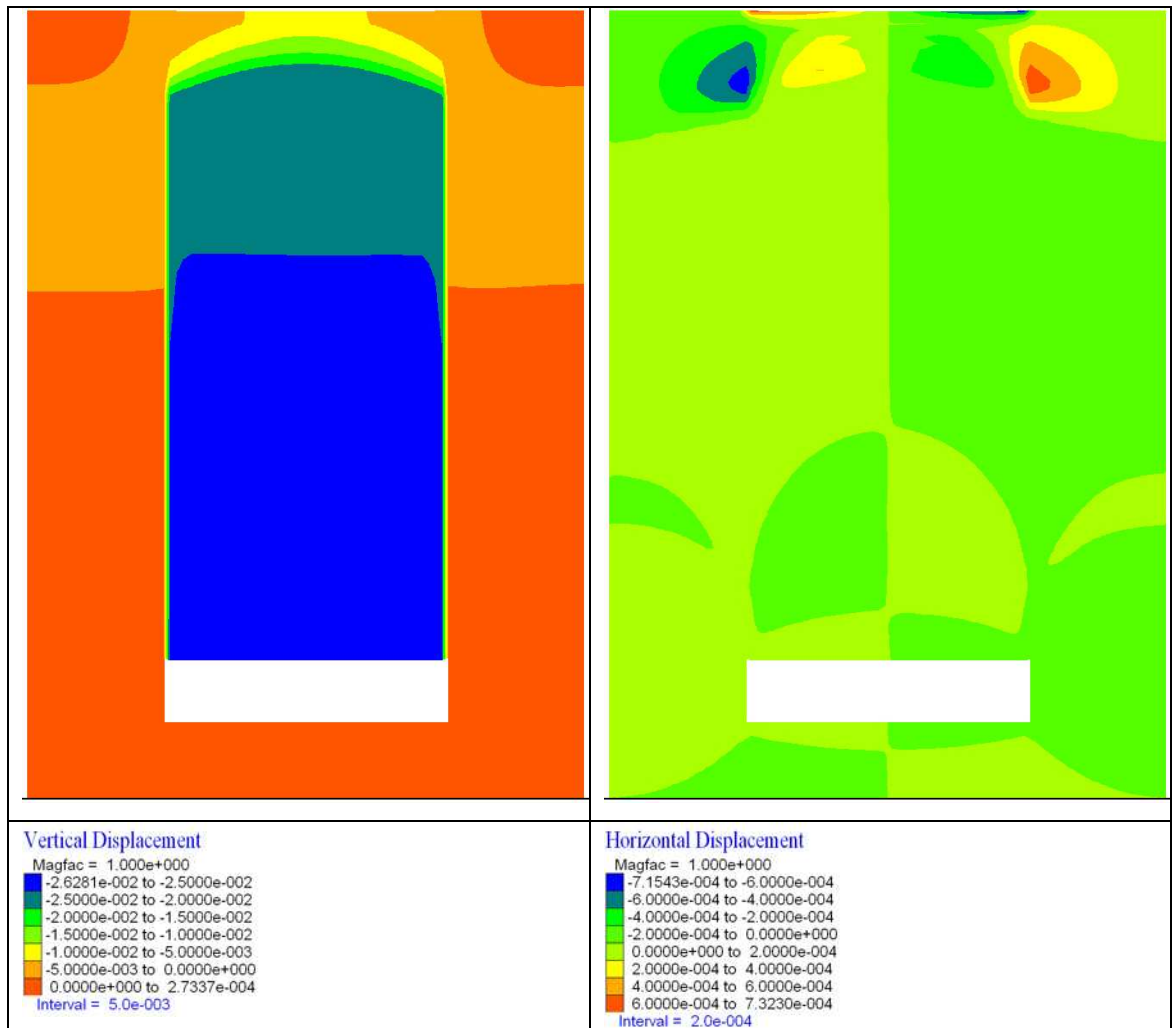 Vertical Displacement
Magfac = 1.000e+000
-2.6281e-002 to -2.5000e-002
-2.5000e-002 to -2.0000e-002
-2.0000e-002 to -1.5000e-002
-1.5000e-002 to -1.0000e-002
-1.0000e-002 to -5.0000e-003
-5.0000e-003 to 0.0000e+000
0.0000e+000 to 2.7337e-004
Interval = 5.0e-003
Horizontal Displacement
Magfac = 1.000e+000
-7.1543e-004 to -6.0000e-004
-6.0000e-004 to -4.0000e-004
-4.0000e-004 to -2.0000e-004
-2.0000e-004 to 0.0000e+000
0.0000e+000 to 2.0000e-004
2.0000e-004 to 4.0000e-004
4.0000e-004 to 6.0000e-004
6.0000e-004 to 7.3230e-004
Interval = 2.0e-004